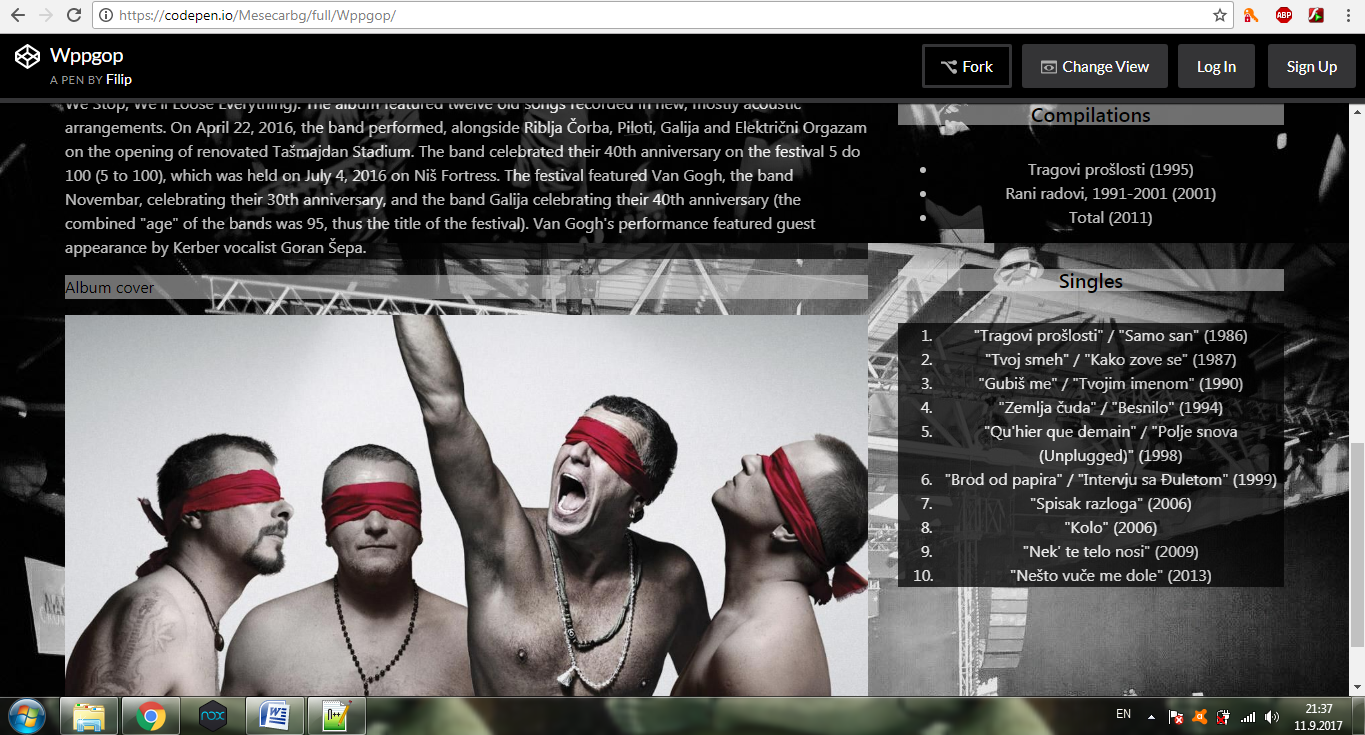 https://codepen.io/Mesecarbg/full/Wppgop/
ABP
Wppgop
A PEN BY Filip
Fork
Change View
Log In
Sign Up
We Stop, We'll Loose Everything). The album featured twelve old songs recorded in new, mostly acoustic
arrangements. On April 22, 2016, the band performed, alongside Riblja Čorba, Piloti, Galija and Električni Orgazam
on the opening of renovated Tašmajdan Stadium. The band celebrated their 40th anniversary on the festival 5 do
100 (5 to 100), which was held on July 4, 2016 on Niš Fortress. The festival featured Van Gogh, the band
Novembar, celebrating their 30th anniversary, and the band Galija celebrating their 40th anniversary (the
combined "age" of the bands was 95, thus the title of the festival). Van Gogh's performance featured guest
appearance by Kerber vocalist Goran Šepa.
Album cover
Compilations
Tragovi prošlosti (1995)
Rani radovi, 1991-2001 (2001)
Total (2011)
Singles
1. "Tragovi prošlosti" / "Samo san" (1986)
2. "Tvoj smeh" / "Kako zove se" (1987)
3. "Gubiš me" / "Tvojim imenom" (1990)
4. "Zemlja čuda" / "Besnilo" (1994)
5. "Qu'hier que demain" / "Polje snova
(Unplugged)" (1998)
6. "Brod od papira" / "Intervju sa Đuletom" (1999)
7. "Spisak razloga" (2006)
8. "Kolo" (2006)
9. "Nek' te telo nosi" (2009)
10. "Nešto vuče me dole" (2013)
nox
W
EN
21:37
11.9.2017